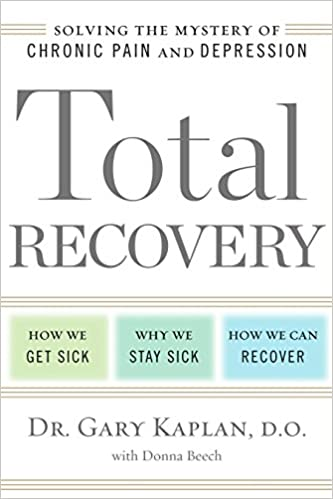 SOLVING THE MYSTERY OF
CHRONIC PAIN AND DEPRESSION
Total
RECOVERY
HOW WE
GET SICK
WHY WE
STAY SICK
HOW WE CAN
RECOVER
DR. GARY KAPLAN, D.O.
with Donna Beech